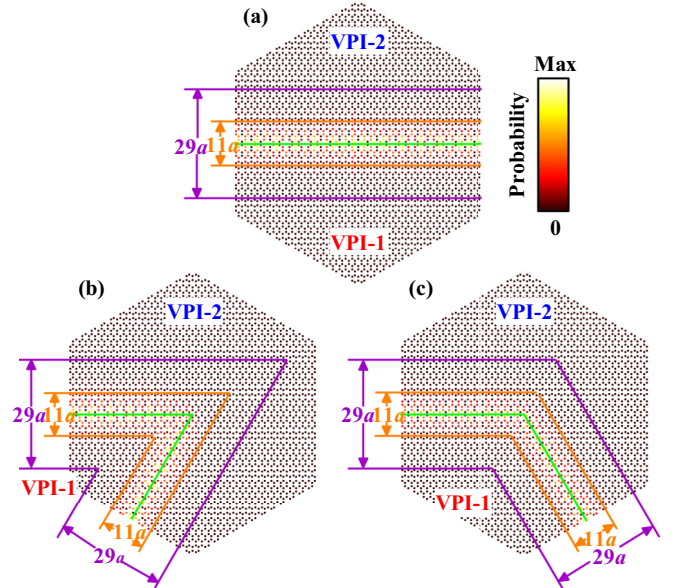 (a)
VPI-2
Max
Probability
0
29a
11a
VPI-1
(b)
VPI-2
29a
11a
VPI-1
11a
29a
(c)
VPI-2
29a
11a
VPI-1
11a
29a